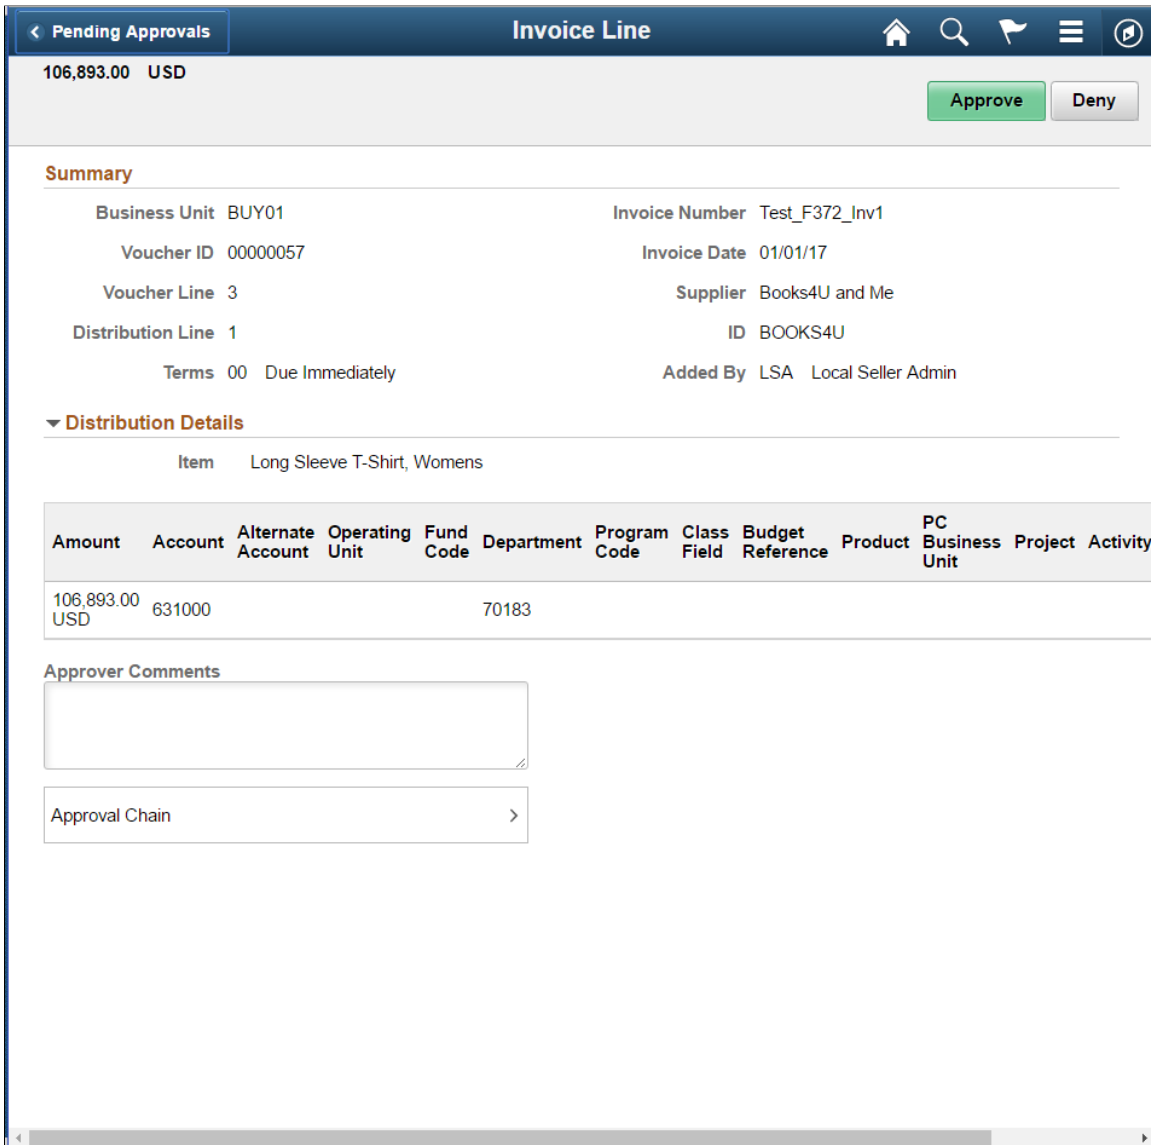 Pending Approvals
Invoice Line
106,893.00 USD
Approve
Deny
Summary
Business Unit BUY01
Invoice Number Test_F372_Inv1
Voucher ID 00000057
Invoice Date 01/01/17
Voucher Line 3
Supplier Books4U and Me
Distribution Line 1
ID BOOKS4U
Terms 00 Due Immediately
Added By LSA Local Seller Admin
Distribution Details
Item Long Sleeve T-Shirt, Womens
Amount
Account
Alternate Account
Operating Unit
Fund Code
Department
Program Code
Class Field
Budget Reference
Product
PC Business Unit
Project
Activity
106,893.00 USD
631000
70183
Approver Comments
Approval Chain